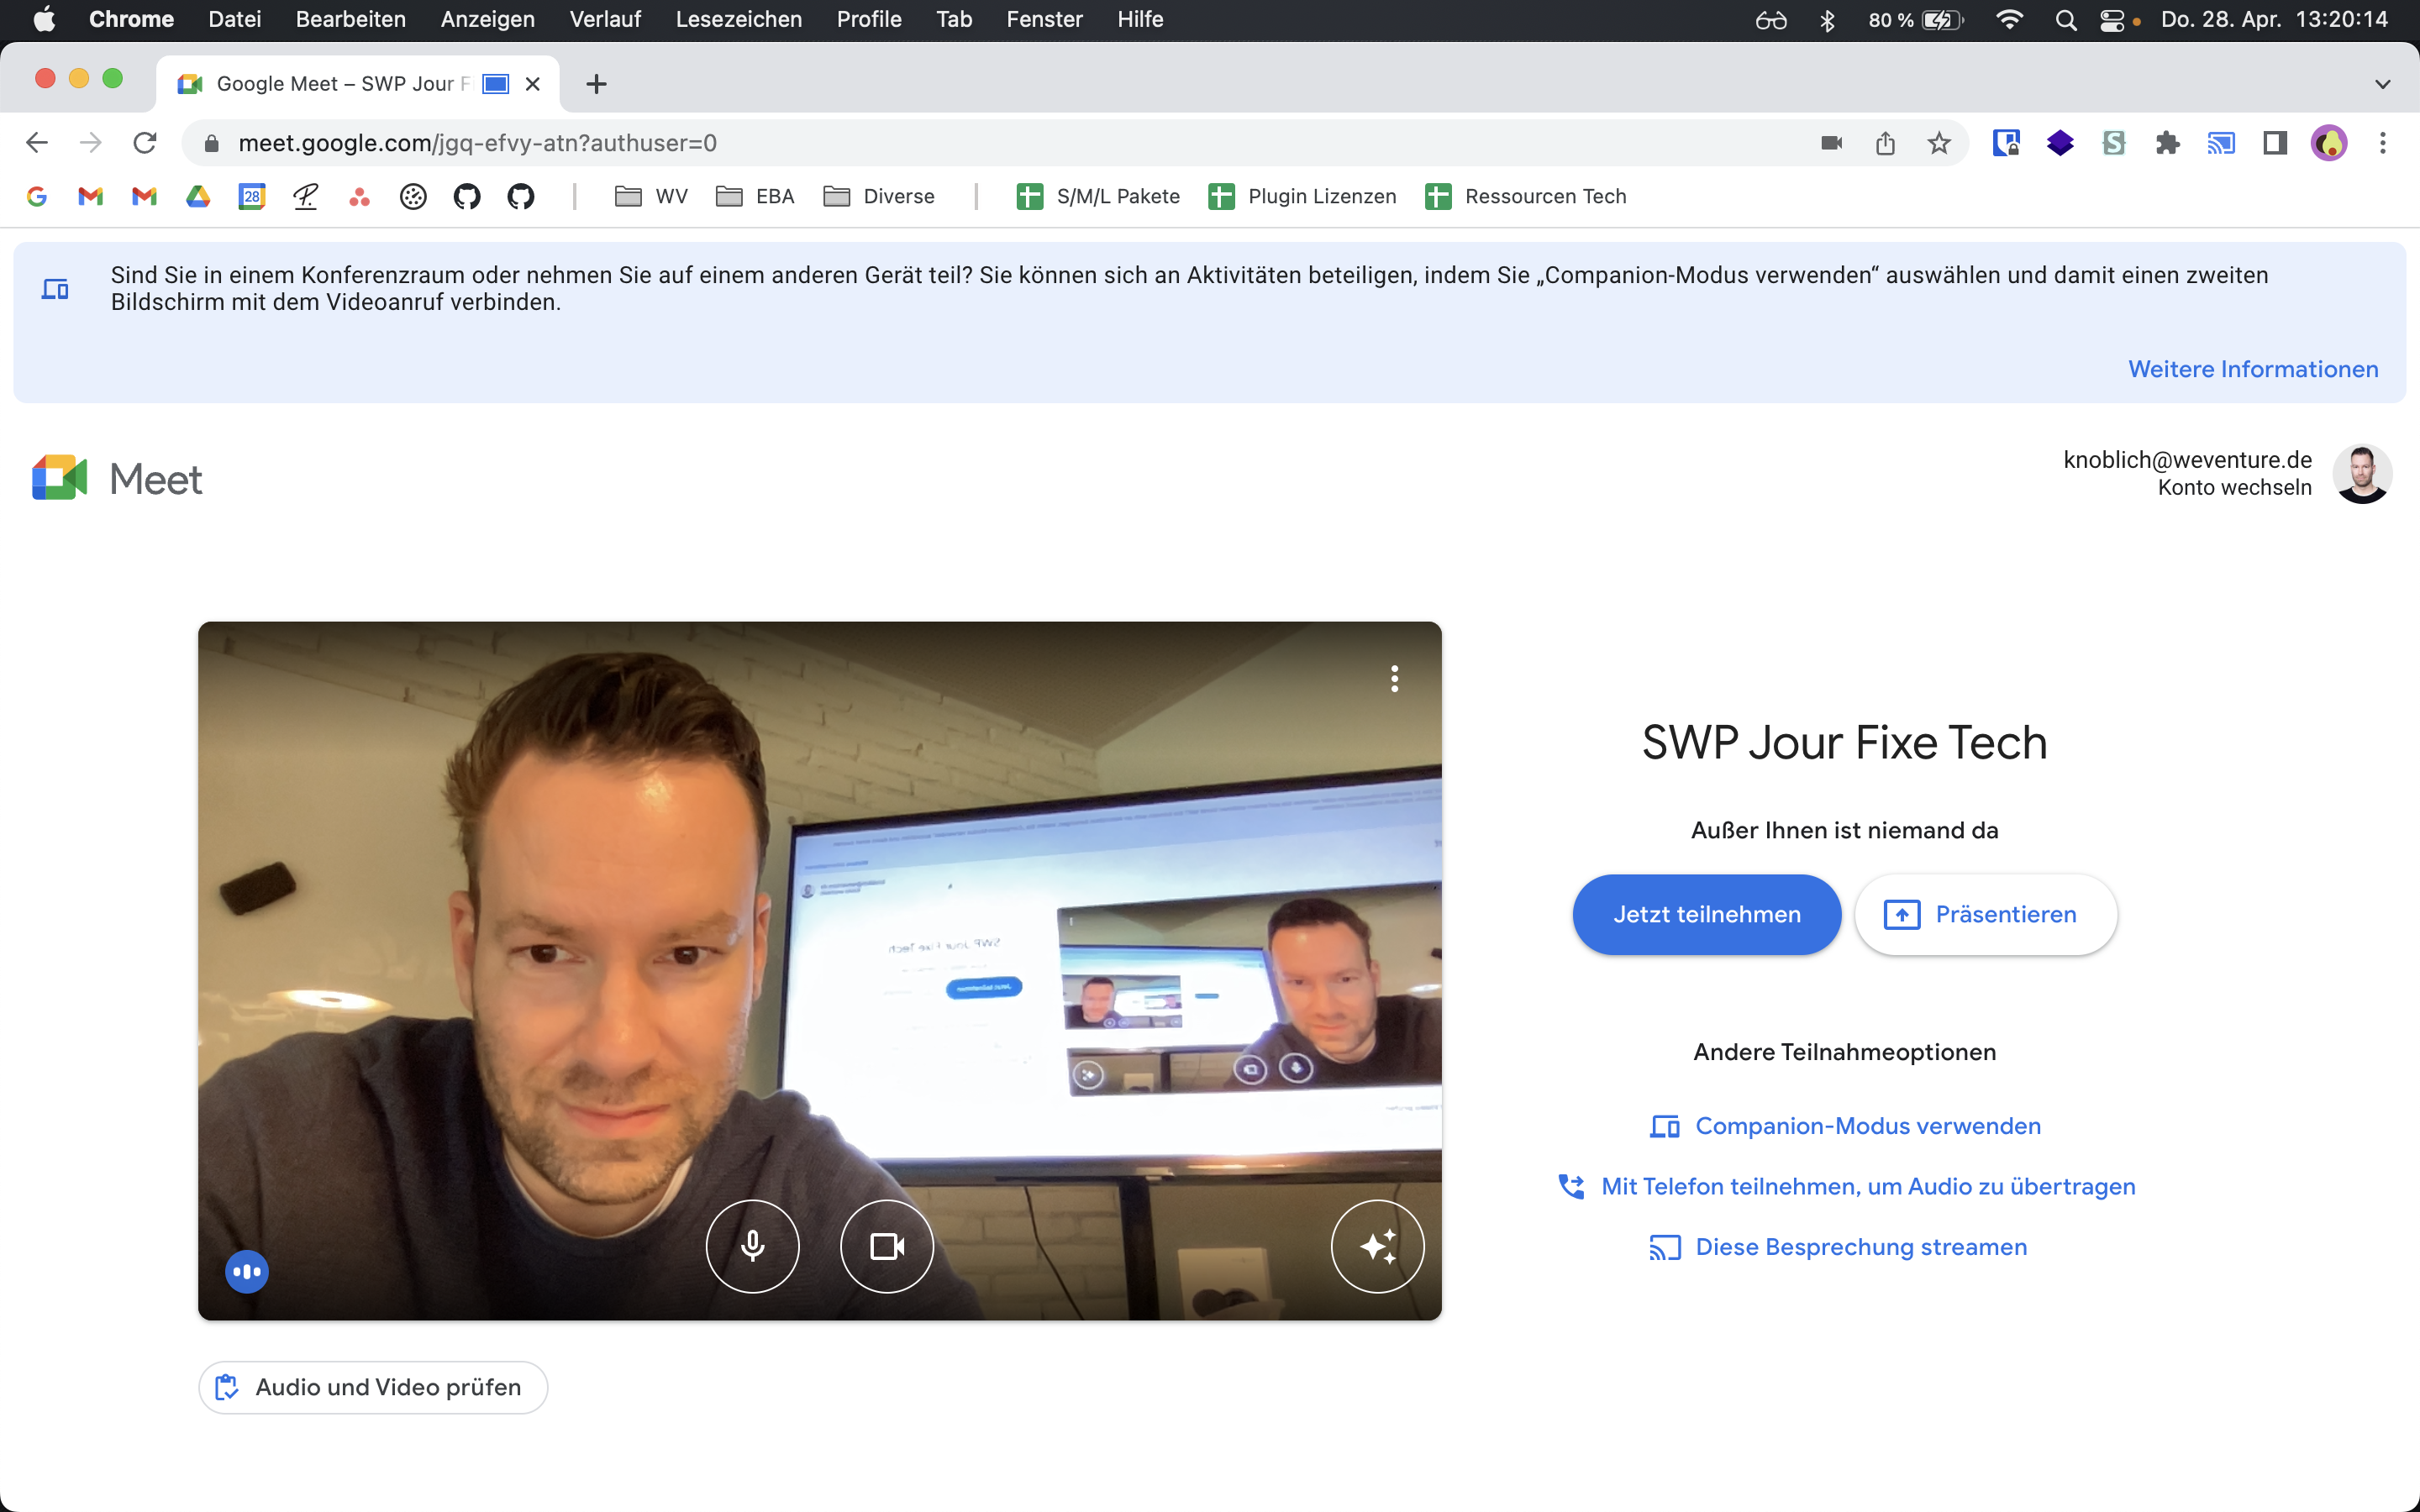 Chrome Datei Bearbeiten Anzeigen Verlauf Lesezeichen Profile Tab Fenster Hilfe 80 % Do. 28. Apr. 13:20:14
Google Meet – SWP Jour F
meet.google.com/jgq-efvy-atn?authuser=0
28 WV EBA Diverse S/M/L Pakete Plugin Lizenzen Ressourcen Tech
Sind Sie in einem Konferenzraum oder nehmen Sie auf einem anderen Gerät teil? Sie können sich an Aktivitäten beteiligen, indem Sie „Companion-Modus verwenden“ auswählen und damit einen zweiten
Bildschirm mit dem Videoanruf verbinden.
Weitere Informationen
Meet
knoblich@weventure.de
Konto wechseln
SWP Jour Fixe Tech
SWP Jour Fixe Tech
Außer Ihnen ist niemand da
Jetzt teilnehmen
Präsentieren
Andere Teilnahmeoptionen
Companion-Modus verwenden
Mit Telefon teilnehmen, um Audio zu übertragen
Diese Besprechung streamen
Audio und Video prüfen